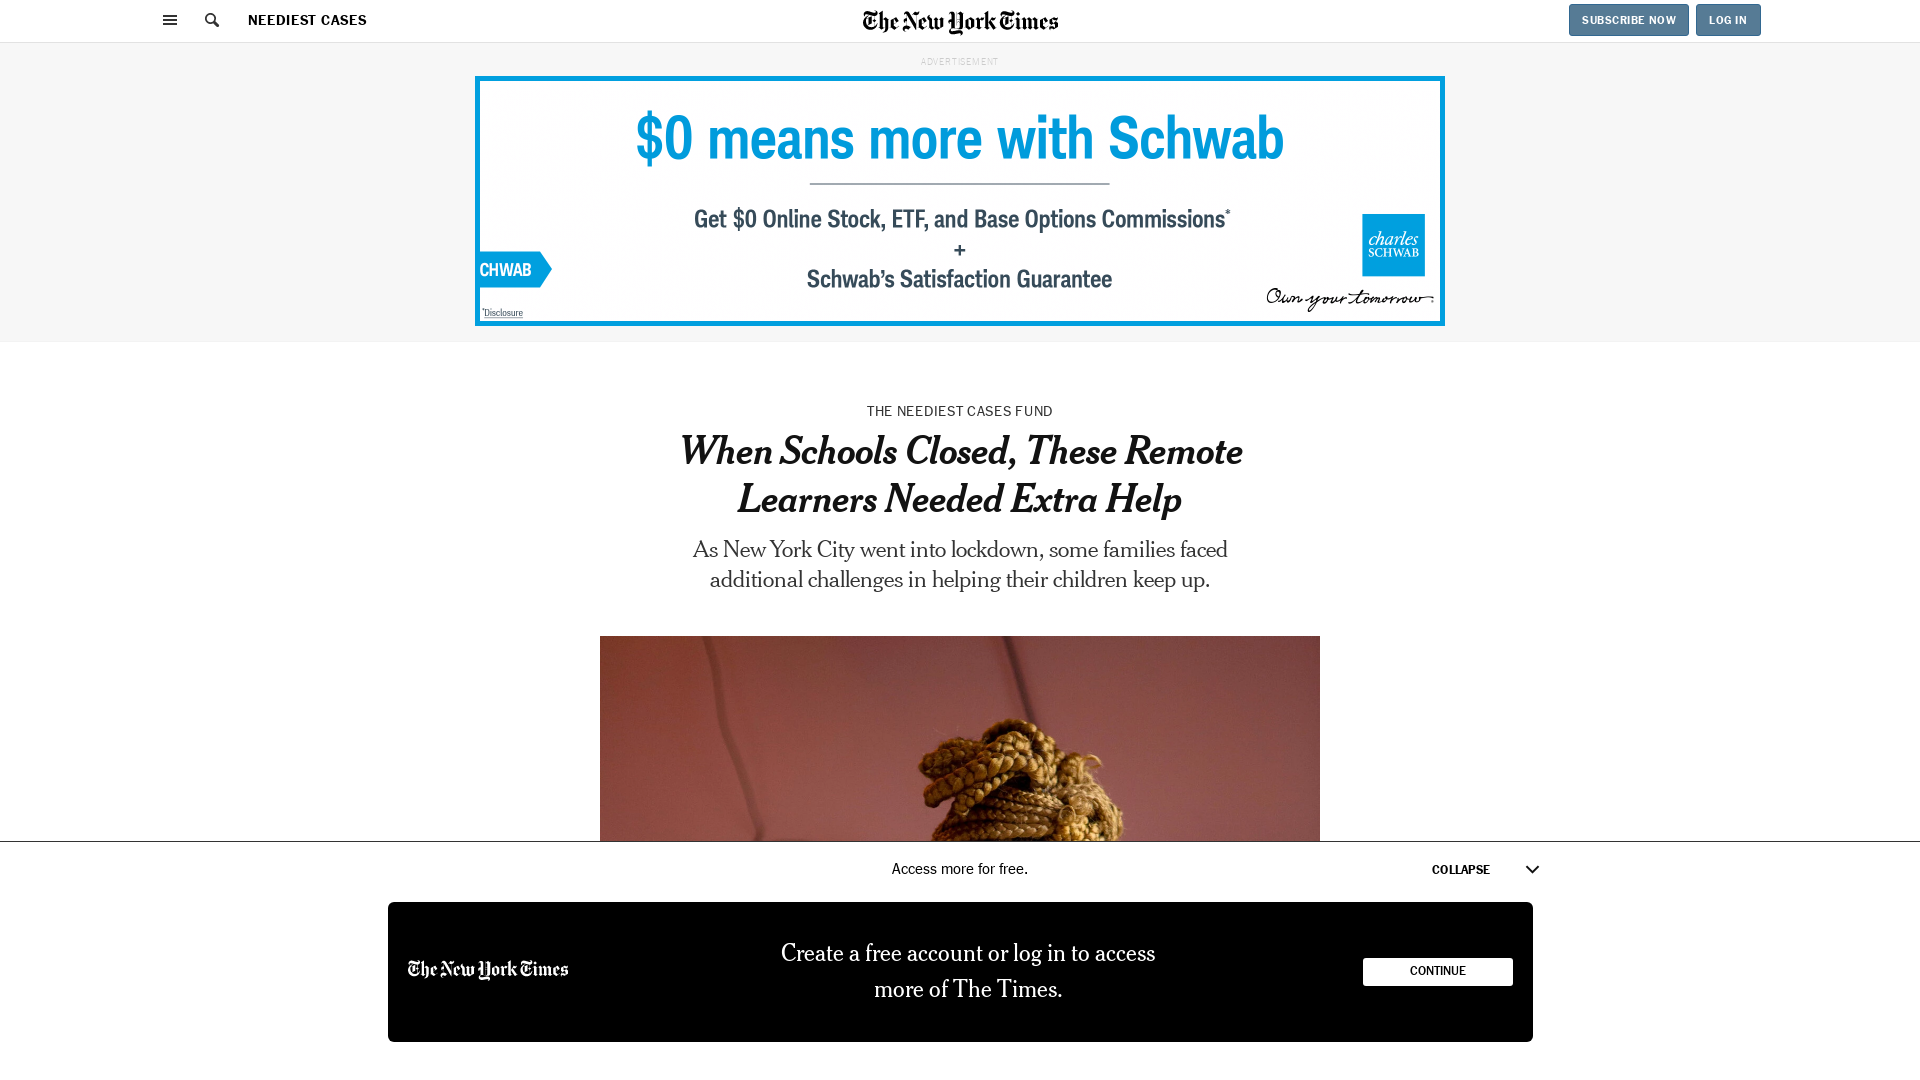 NEEDIEST CASES
The New York Times
SUBSCRIBE NOW
LOG IN
ADVERTISEMENT
$0 means more with Schwab
Get $0 Online Stock, ETF, and Base Options Commissions*
+
Schwab's Satisfaction Guarantee
CHWAB
*Disclosure
charles
SCHWAB
Own your tomorrow
THE NEEDIEST CASES FUND
When Schools Closed, These Remote
Learners Needed Extra Help
As New York City went into lockdown, some families faced
additional challenges in helping their children keep up.
Access more for free.
COLLAPSE
The New York Times
Create a free account or log in to access
more of The Times.
CONTINUE